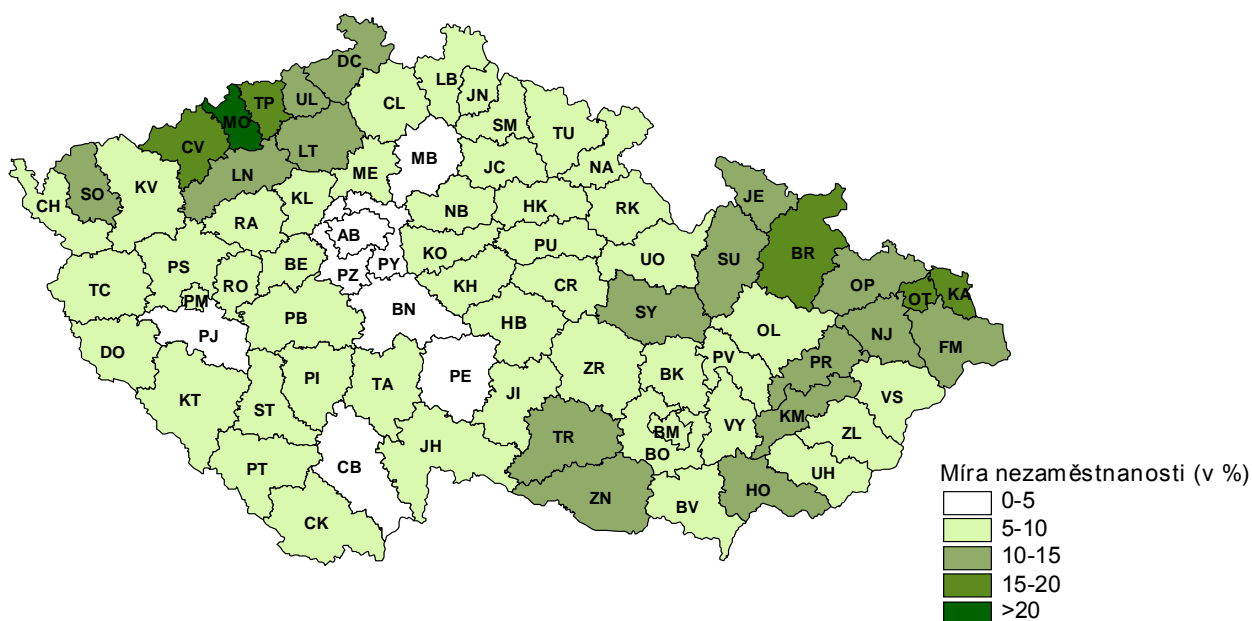 DC
LB
JN
TP
UL
CL
MO
SM
TU
CV
LT
MB
JC
NA
ME
LN
SO
KV
KL
JE
CH
RA
NB
HK
RK
AB
KO
PU
UO
SU
BR
PS
BE
PZ
PY
OP
TC
RO
KH
CR
OT
KA
PM
BN
SY
PB
HB
OL
NJ
FM
PJ
DO
PV
PR
ZR
PI
TA
PE
BK
KT
ST
JI
VS
KM
VY
TR
BM
ZL
JH
BO
CB
PT
UH
Míra nezaměstnanosti (v %)
HO
ZN
BV
0-5
CK
5-10
10-15
15-20
>20